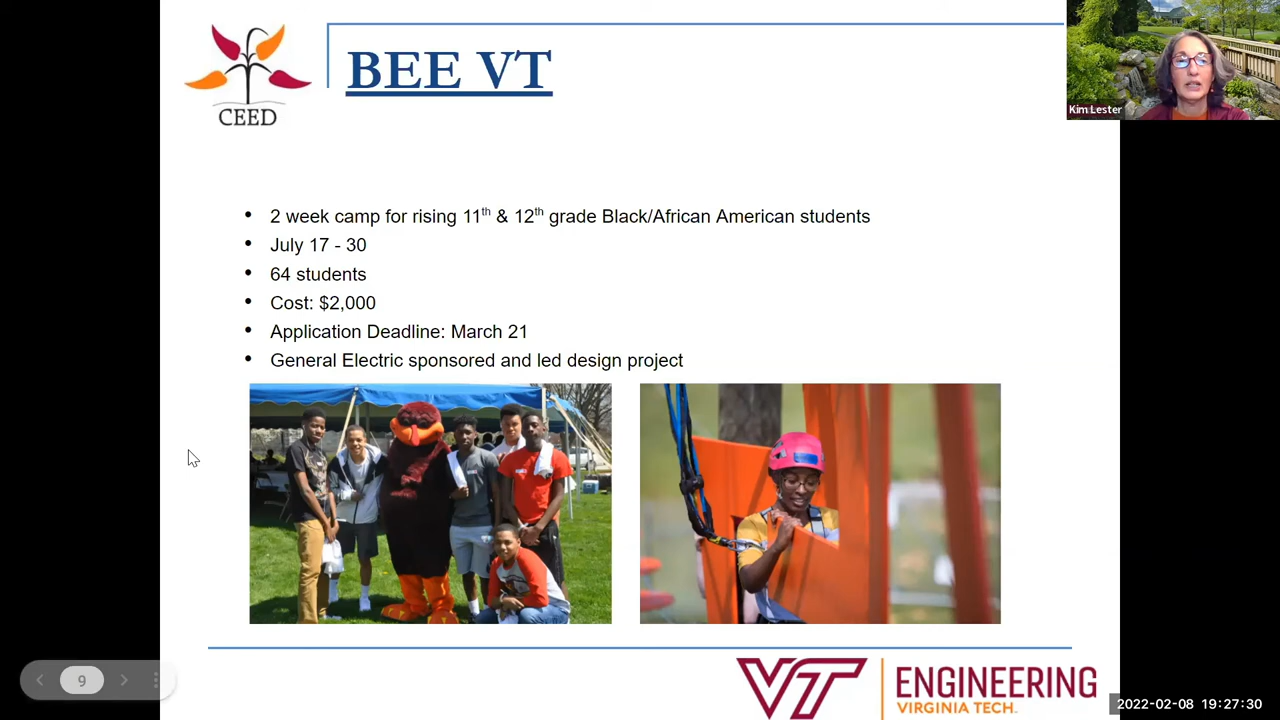 CEED
BEE VT
Kim Lester
• 2 week camp for rising 11th & 12th grade Black/African American students
• July 17 - 30
• 64 students
• Cost: $2,000
• Application Deadline: March 21
• General Electric sponsored and led design project
9
VT ENGINEERING
VIRGINIA TECH.
2022-02-08 19:27:30